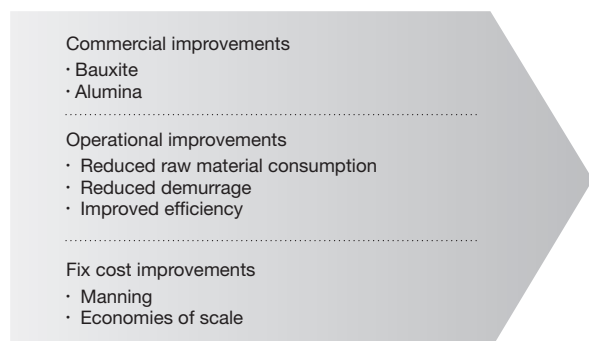 Commercial improvements
· Bauxite
· Alumina
Operational improvements
· Reduced raw material consumption
· Reduced demurrage
· Improved efficiency
Fix cost improvements
· Manning
· Economies of scale